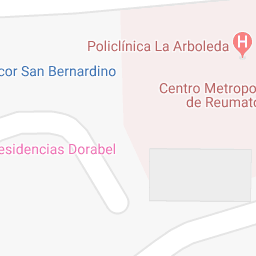 Policlínica La Arboleda
H
cor San Bernardino
Centro Metropo
de Reumato
esidencias Dorabel